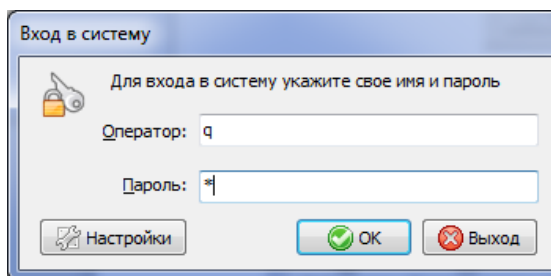 Вход в систему
Для входа в систему укажите свое имя и пароль
Оператор: q
Пароль: *
Настройки OK Выход